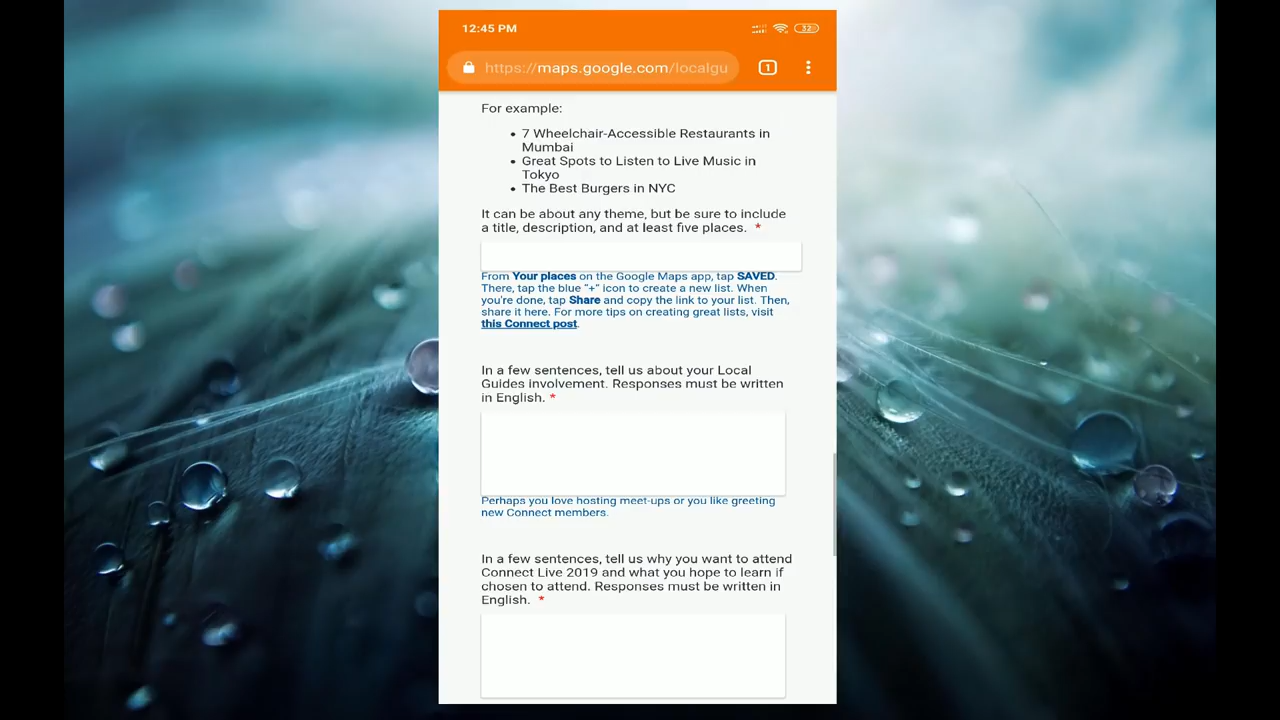 12:45 PM
32
https://maps.google.com/localgu
1
For example:
• 7 Wheelchair-Accessible Restaurants in
Mumbai
• Great Spots to Listen to Live Music in
Tokyo
• The Best Burgers in NYC
It can be about any theme, but be sure to include
a title, description, and at least five places. *
From Your places on the Google Maps app, tap SAVED.
There, tap the blue "+" icon to create a new list. When
you're done, tap Share and copy the link to your list. Then,
share it here. For more tips on creating great lists, visit
this Connect post.
In a few sentences, tell us about your Local
Guides involvement. Responses must be written
in English. *
Perhaps you love hosting meet-ups or you like greeting
new Connect members.
In a few sentences, tell us why you want to attend
Connect Live 2019 and what you hope to learn if
chosen to attend. Responses must be written in
English. *